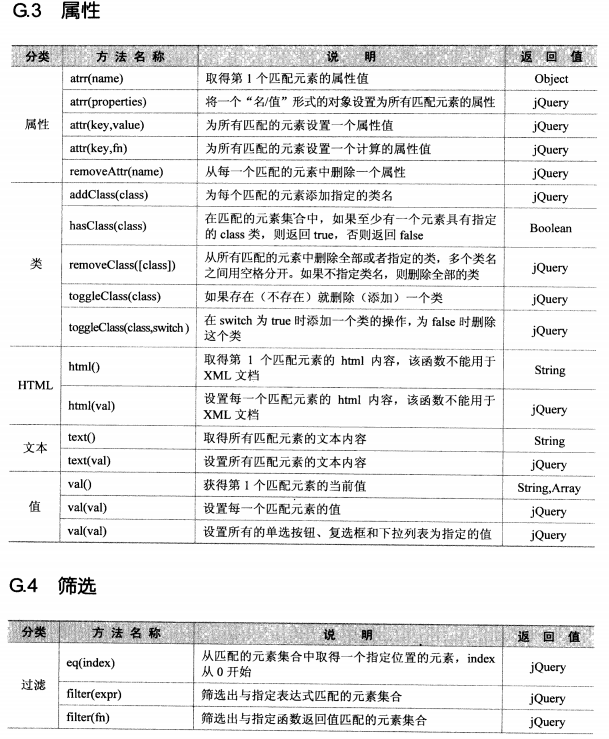 G.3 属性
分类 方法名称 说明 返回值
属性
atrr(name) 取得第1个匹配元素的属性值 Object
atrr(properties) 将一个“名/值”形式的对象设置为所有匹配元素的属性 jQuery
attr(key,value) 为所有匹配的元素设置一个属性值 jQuery
attr(key,fn) 为所有匹配的元素设置一个计算的属性值 jQuery
removeAttr(name) 从每一个匹配的元素中删除一个属性 jQuery
类
addClass(class) 为每个匹配的元素添加指定的类名 jQuery
hasClass(class) 在匹配的元素集合中，如果至少有一个元素具有指定
的 class 类，则返回 true，否则返回 false Boolean
removeClass([class]) 从所有匹配的元素中删除全部或者指定的类，多个类名
之间用空格分开。如果不指定类名，则删除全部的类 jQuery
toggleClass(class) 如果存在（不存在）就删除（添加）一个类 jQuery
toggleClass(class,switch) 在 switch 为 true 时添加一个类的操作，为 false 时删除
这个类 jQuery
HTML
html() 取得第 1 个匹配元素的 html 内容，该函数不能用于
XML 文档 String
html(val) 设置每一个匹配元素的 html 内容，该函数不能用于
XML 文档 jQuery
文本
text() 取得所有匹配元素的文本内容 String
text(val) 设置所有匹配元素的文本内容 jQuery
值
val() 获得第1个匹配元素的当前值 String,Array
val(val) 设置每一个匹配元素的值 jQuery
val(val) 设置所有的单选按钮、复选框和下拉列表为指定的值 jQuery
G.4 筛选
分类 方法名称 说明 返回值
过滤
eq(index) 从匹配的元素集合中取得一个指定位置的元素，index
从 0 开始 jQuery
filter(expr) 筛选出与指定表达式匹配的元素集合 jQuery
filter(fn) 筛选出与指定函数返回值匹配的元素集合 jQuery